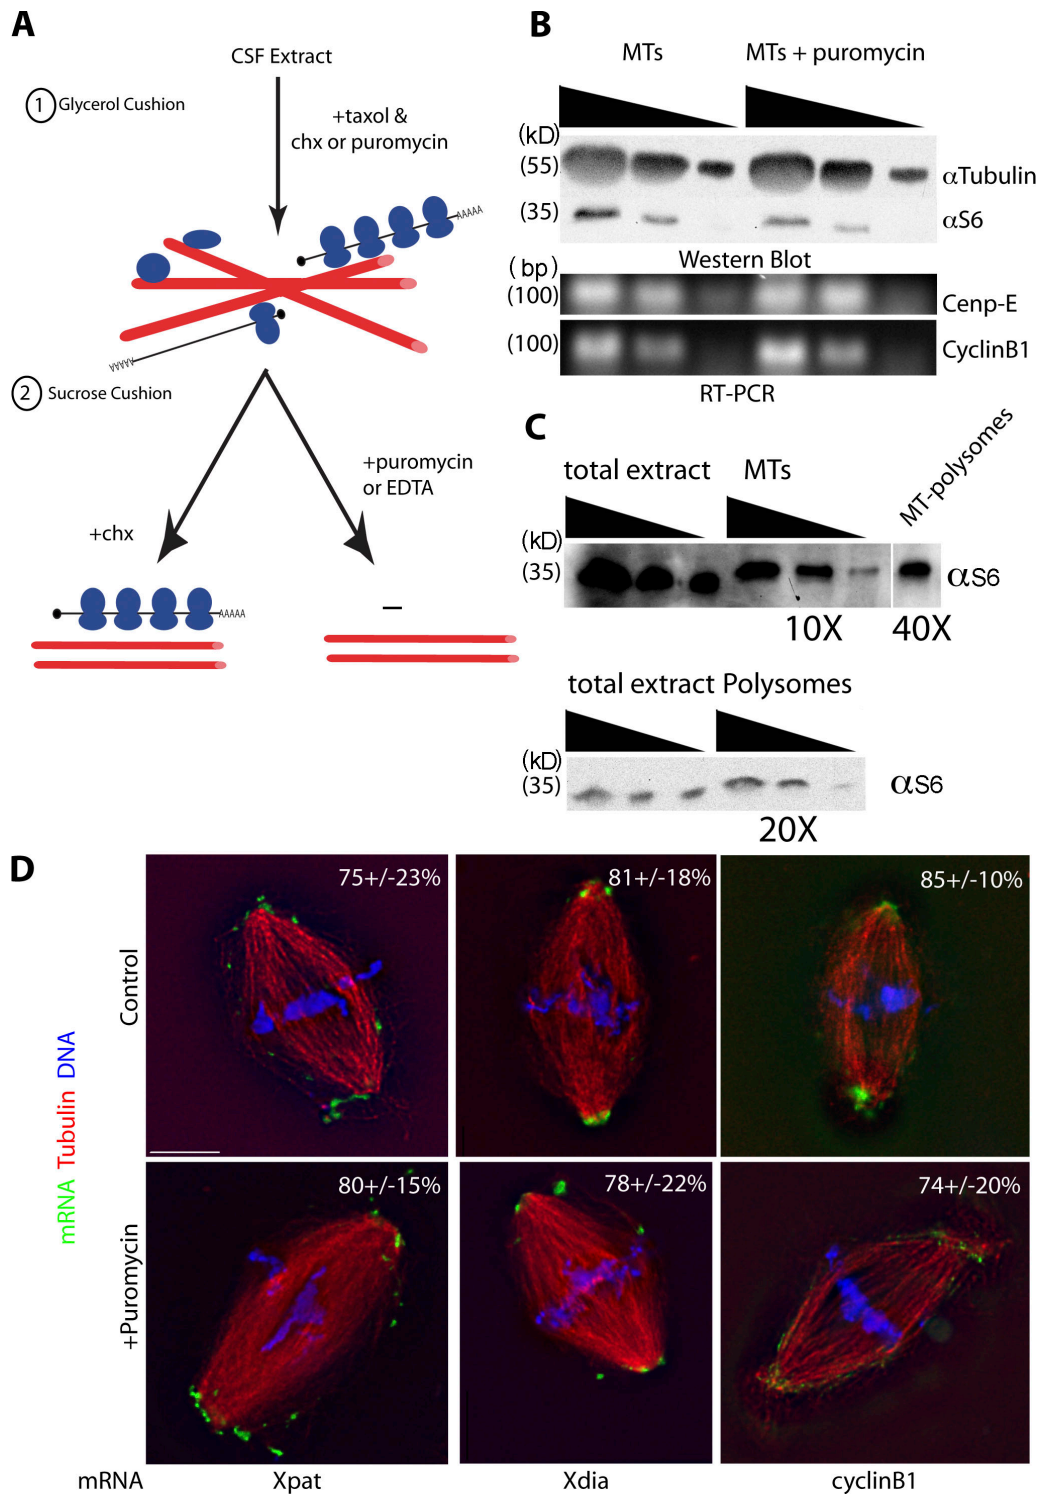 A
CSF Extract
1 Glycerol Cushion
+taxol &
chx or puromycin
AAAAA
AAAAA
2 Sucrose Cushion
+puromycin
or EDTA
+chx
AAAAA
–
B
MTs
MTs + puromycin
(kD)
(55)
αTubulin
(35)
αS6
Western Blot
(bp)
(100)
Cenp-E
(100)
CyclinB1
RT-PCR
C
total extract
MTs
MT-polysomes
(kD)
(35)
αS6
10X
40X
total extract Polysomes
(kD)
(35)
αS6
20X
D
mRNA Tubulin DNA
Control
75+/-23%
81+/-18%
85+/-10%
+Puromycin
80+/-15%
78+/-22%
74+/-20%
mRNA
Xpat
Xdia
cyclinB1